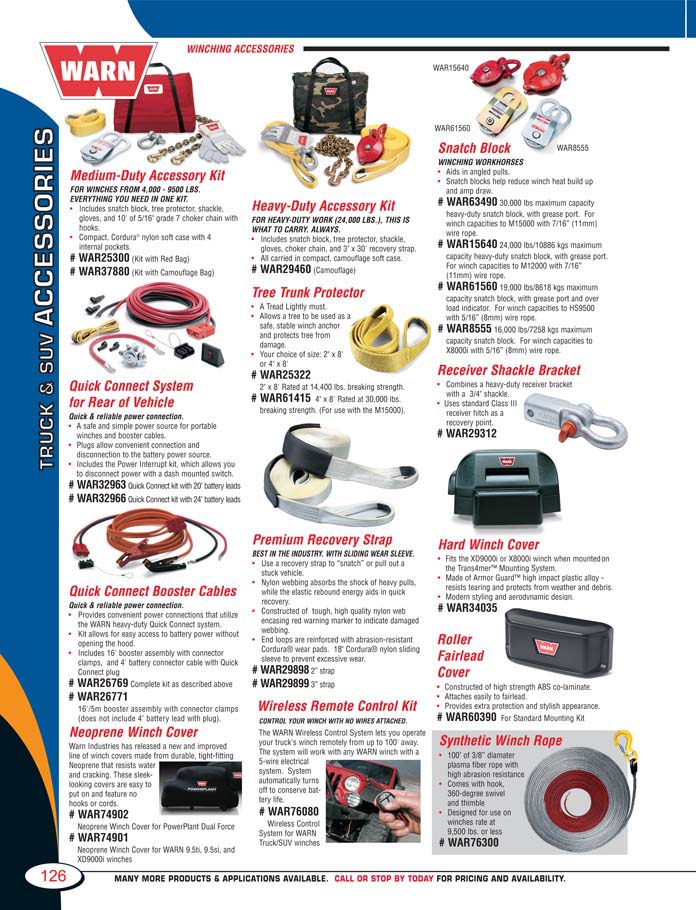 WINCHING ACCESSORIES
WARN
TRUCK & SUV ACCESSORIES
Medium-Duty Accessory Kit
FOR WINCHES FROM 4,000 - 9500 LBS.
EVERYTHING YOU NEED IN ONE KIT.
• Includes snatch block, tree protector, shackle,
gloves, and 10' of 5/16" grade 7 choker chain with
hooks.
• Compact, Cordura® nylon soft case with 4
internal pockets.
# WAR25300 (Kit with Red Bag)
# WAR37880 (Kit with Camouflage Bag)
Quick Connect System
for Rear of Vehicle
Quick & reliable power connection.
• A safe and simple power source for portable
winches and booster cables.
• Plugs allow convenient connection and
disconnection to the battery power source.
• Includes the Power Interrupt kit, which allows you
to disconnect power with a dash mounted switch.
# WAR32963 Quick Connect kit with 20' battery leads
# WAR32966 Quick Connect kit with 24' battery leads
Quick Connect Booster Cables
Quick & reliable power connection.
• Provides convenient power connections that utilize
the WARN heavy-duty Quick Connect system.
• Kit allows for easy access to battery power without
opening the hood.
• Includes 16' booster assembly with connector
clamps, and 4' battery connector cable with Quick
Connect plug
# WAR26769 Complete kit as described above
# WAR26771
16'/5m booster assembly with connector clamps
(does not include 4' battery lead with plug).
Neoprene Winch Cover
Warn Industries has released a new and improved
line of winch covers made from durable, tight-fitting
Neoprene that resists water
and cracking. These sleek-
looking covers are easy to
put on and feature no
hooks or cords.
# WAR74902
Neoprene Winch Cover for PowerPlant Dual Force
# WAR74901
Neoprene Winch Cover for WARN 9.5ti, 9.5si, and
XD9000i winches
WARN
POWERPLANT
Heavy-Duty Accessory Kit
FOR HEAVY-DUTY WORK (24,000 LBS.), THIS IS
WHAT TO CARRY. ALWAYS.
• Includes snatch block, tree protector, shackle,
gloves, choker chain, and 3' x 30' recovery strap.
• All carried in compact, camouflage soft case.
# WAR29460 (Camouflage)
Tree Trunk Protector
• A Tread Lightly must.
• Allows a tree to be used as a
safe, stable winch anchor
and protects tree from
damage.
• Your choice of size: 2" x 8'
or 4" x 8'
# WAR25322
2" x 8' Rated at 14,400 lbs. breaking strength.
# WAR61415 4" x 8' Rated at 30,000 lbs.
breaking strength. (For use with the M15000).
Premium Recovery Strap
BEST IN THE INDUSTRY. WITH SLIDING WEAR SLEEVE.
• Use a recovery strap to "snatch" or pull out a
stuck vehicle.
• Nylon webbing absorbs the shock of heavy pulls,
while the elastic rebound energy aids in quick
recovery.
• Constructed of tough, high quality nylon web
encasing red warning marker to indicate damaged
webbing.
• End loops are reinforced with abrasion-resistant
Cordura® wear pads. 18" Cordura® nylon sliding
sleeve to prevent excessive wear.
# WAR29898 2" strap
# WAR29899 3" strap
Wireless Remote Control Kit
CONTROL YOUR WINCH WITH NO WIRES ATTACHED.
The WARN Wireless Control System lets you operate
your truck's winch remotely from up to 100' away.
The system will work with any WARN winch with a
5-wire electrical
system. System
automatically turns
off to conserve bat-
tery life.
# WAR76080
Wireless Control
System for WARN
Truck/SUV winches
WAR15640
WAR61560
WAR8555
Snatch Block
WINCHING WORKHORSES
• Aids in angled pulls.
• Snatch blocks help reduce winch heat build up
and amp draw.
# WAR63490 30,000 lbs maximum capacity
heavy-duty snatch block, with grease port. For
winch capacities to M15000 with 7/16" (11mm)
wire rope.
# WAR15640 24,000 lbs/10886 kgs maximum
capacity heavy-duty snatch block, with grease port.
For winch capacities to M12000 with 7/16"
(11mm) wire rope.
# WAR61560 19,000 lbs/8618 kgs maximum
capacity snatch block, with grease port and over
load indicator. For winch capacities to HS9500
with 5/16" (8mm) wire rope.
# WAR8555 16,000 lbs/7258 kgs maximum
capacity snatch block. For winch capacities to
X8000i with 5/16" (8mm) wire rope.
Receiver Shackle Bracket
• Combines a heavy-duty receiver bracket
with a 3/4" shackle.
• Uses standard Class III
receiver hitch as a
recovery point.
# WAR29312
WARN
Hard Winch Cover
• Fits the XD9000i or X8000i winch when mounted on
the Trans4mer™ Mounting System.
• Made of Armor Guard™ high impact plastic alloy -
resists tearing and protects from weather and debris.
• Modern styling and aerodynamic design.
# WAR34035
Roller
Fairlead
Cover
WARN
• Constructed of high strength ABS co-laminate.
• Attaches easily to fairlead.
• Provides extra protection and stylish appearance.
# WAR60390 For Standard Mounting Kit
Synthetic Winch Rope
• 100' of 3/8" diamater
plasma fiber rope with
high abrasion resistance
• Comes with hook,
360-degree swivel
and thimble
• Designed for use on
winches rate at
9,500 lbs. or less
# WAR76300
126
MANY MORE PRODUCTS & APPLICATIONS AVAILABLE. CALL OR STOP BY TODAY FOR PRICING AND AVAILABILITY.